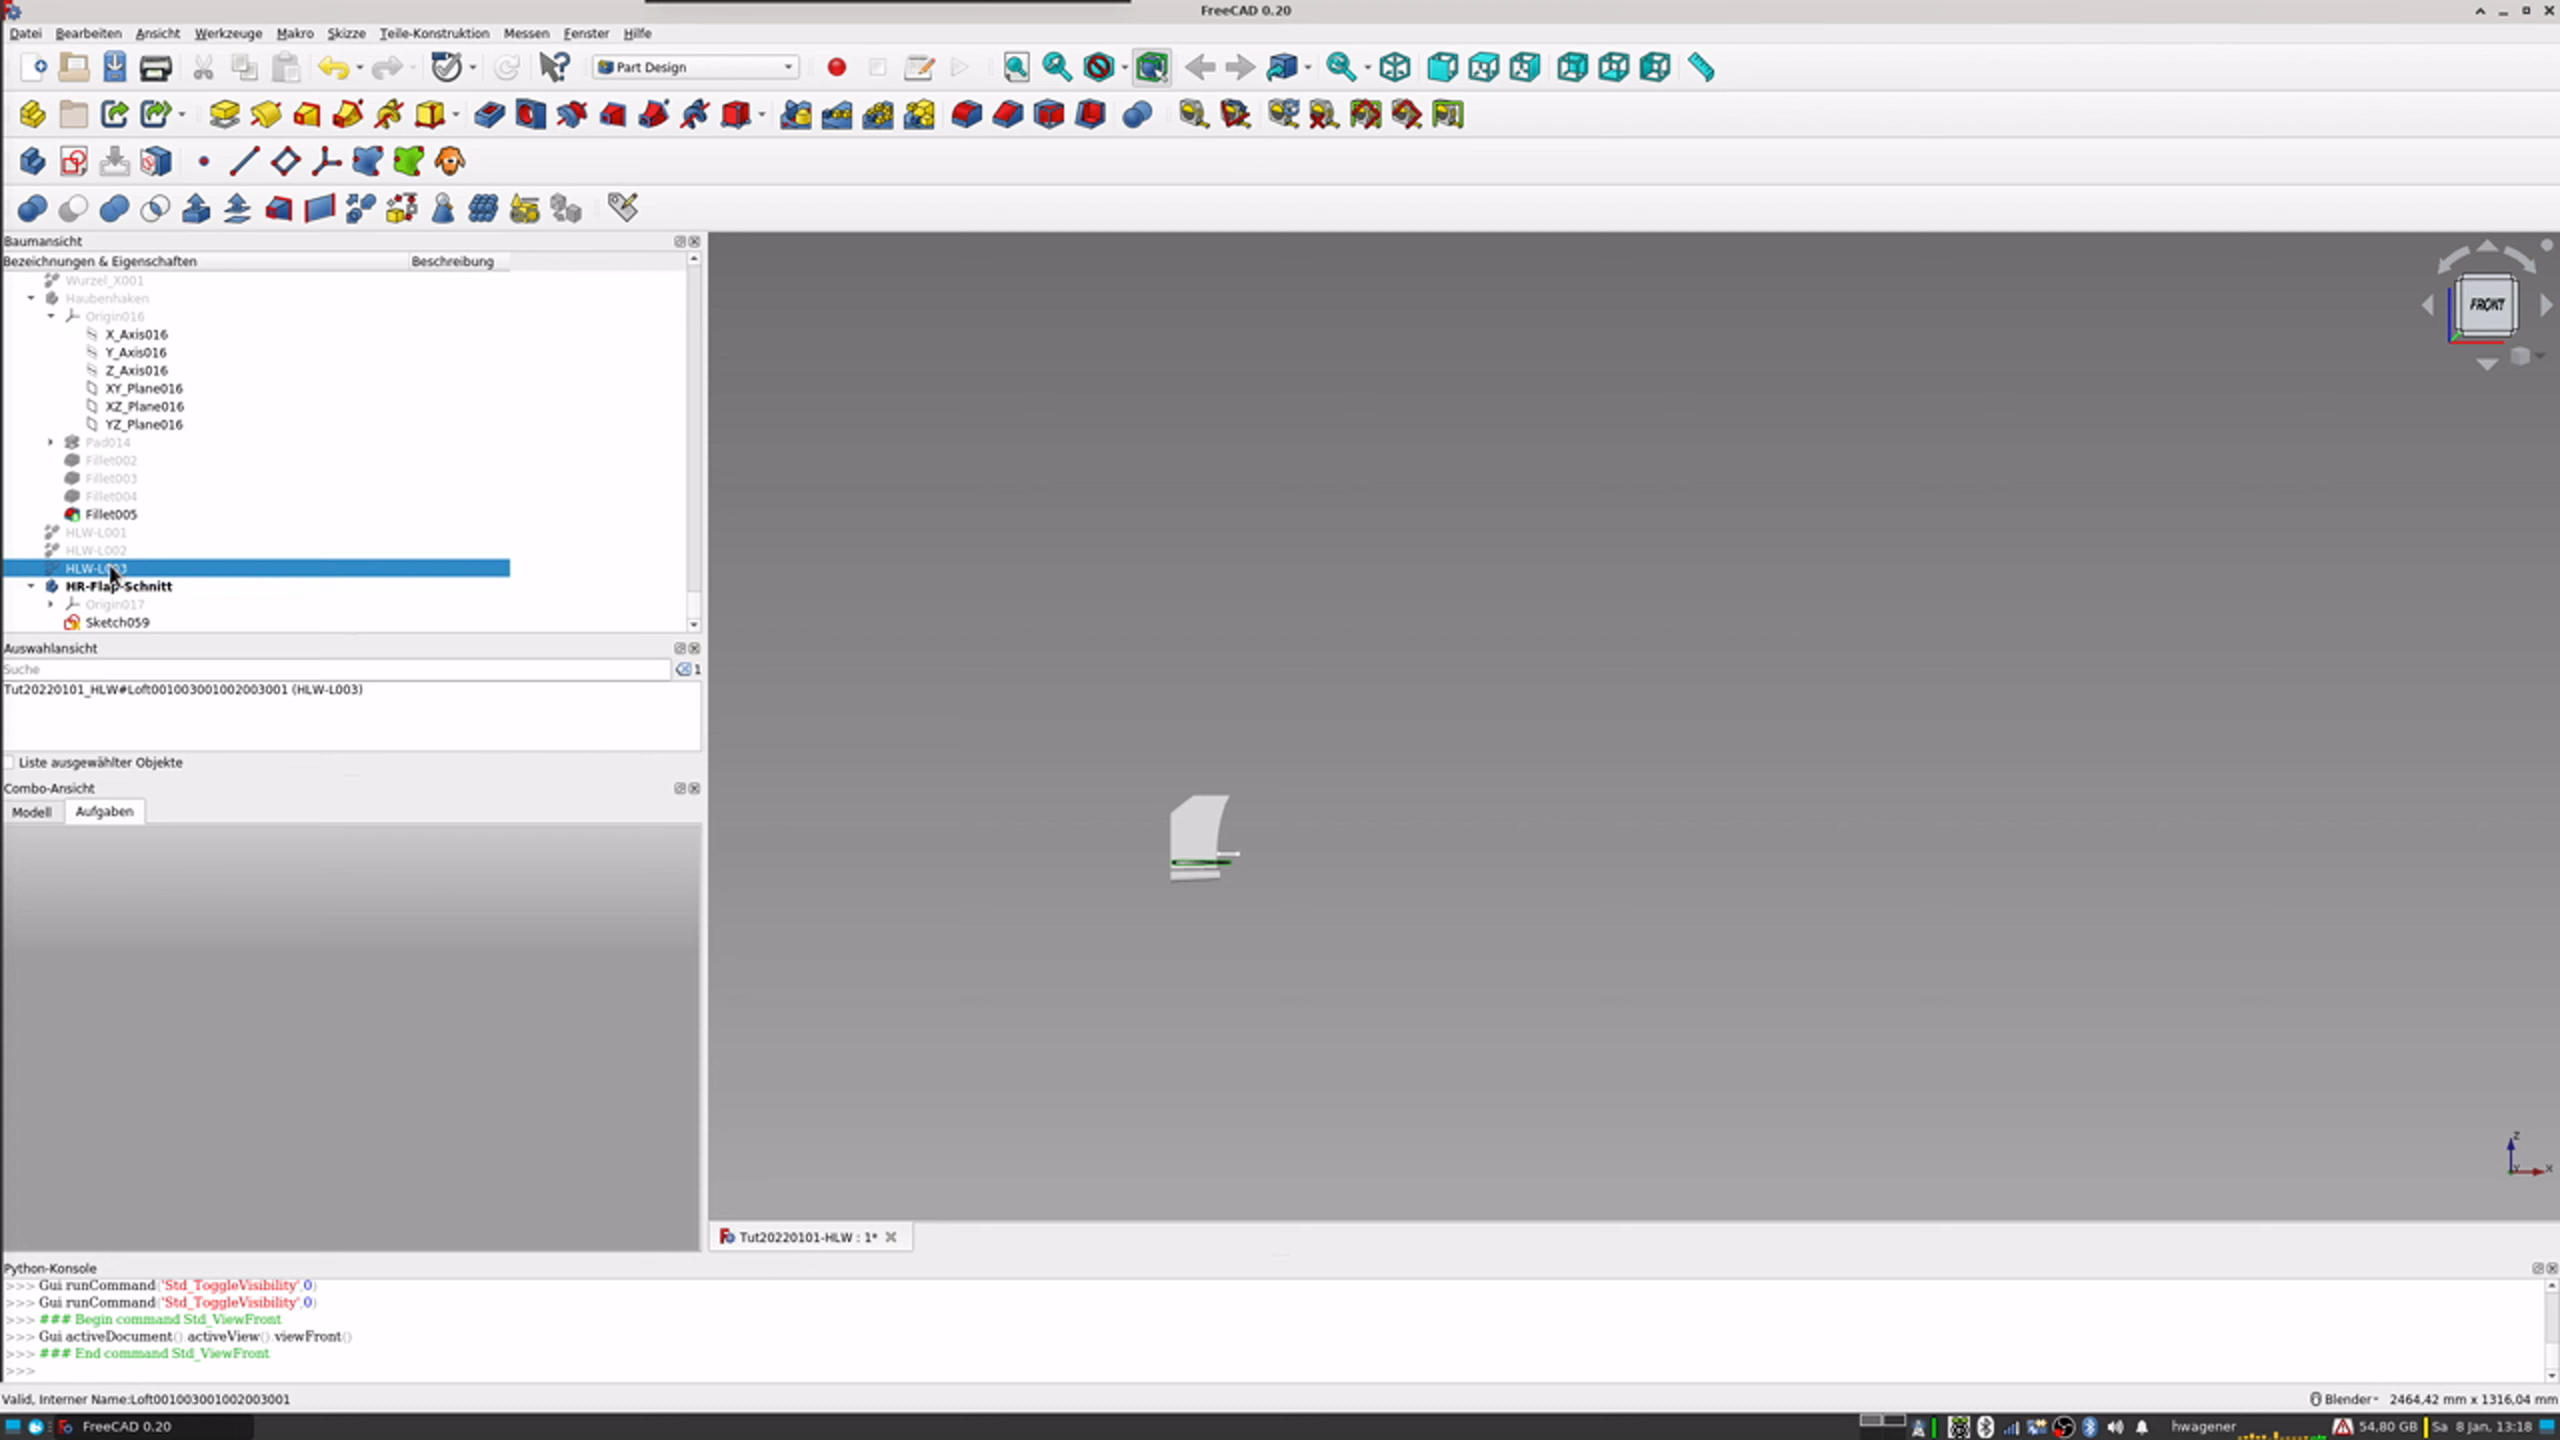 FreeCAD 0.20
Datei Bearbeiten Ansicht Werkzeuge Makro Skizze Teile-Konstruktion Messen Fenster Hilfe
Part Design
Baumansicht
Bezeichnungen & Eigenschaften Beschreibung
Wurzel_X001
Haubenhaken
Origin016
X_Axis016
Y_Axis016
Z_Axis016
XY_Plane016
XZ_Plane016
YZ_Plane016
Pad014
Fillet002
Fillet003
Fillet004
Fillet005
HLW-L001
HLW-L002
HLW-L003
HR-Flap-Schnitt
Origin017
Sketch059
FRONT
Auswahlansicht
Suche 1
Tut20220101_HLW#Loft001003001002003001 (HLW-L003)
Liste ausgewählter Objekte
Combo-Ansicht
Modell Aufgaben
Z
Y X
Tut20220101-HLW : 1*
Python-Konsole
>>> Gui runCommand('Std_ToggleVisibility',0)
>>> Gui runCommand('Std_ToggleVisibility',0)
>>> ### Begin command Std_ViewFront
>>> Gui activeDocument().activeView().viewFront()
>>> ### End command Std_ViewFront
>>>
Valid, Interner Name:Loft001003001002003001 Blender 2464,42 mm x 1316,04 mm
FreeCAD 0.20 hwagener 54,80 GB Sa 8 Jan, 13:18